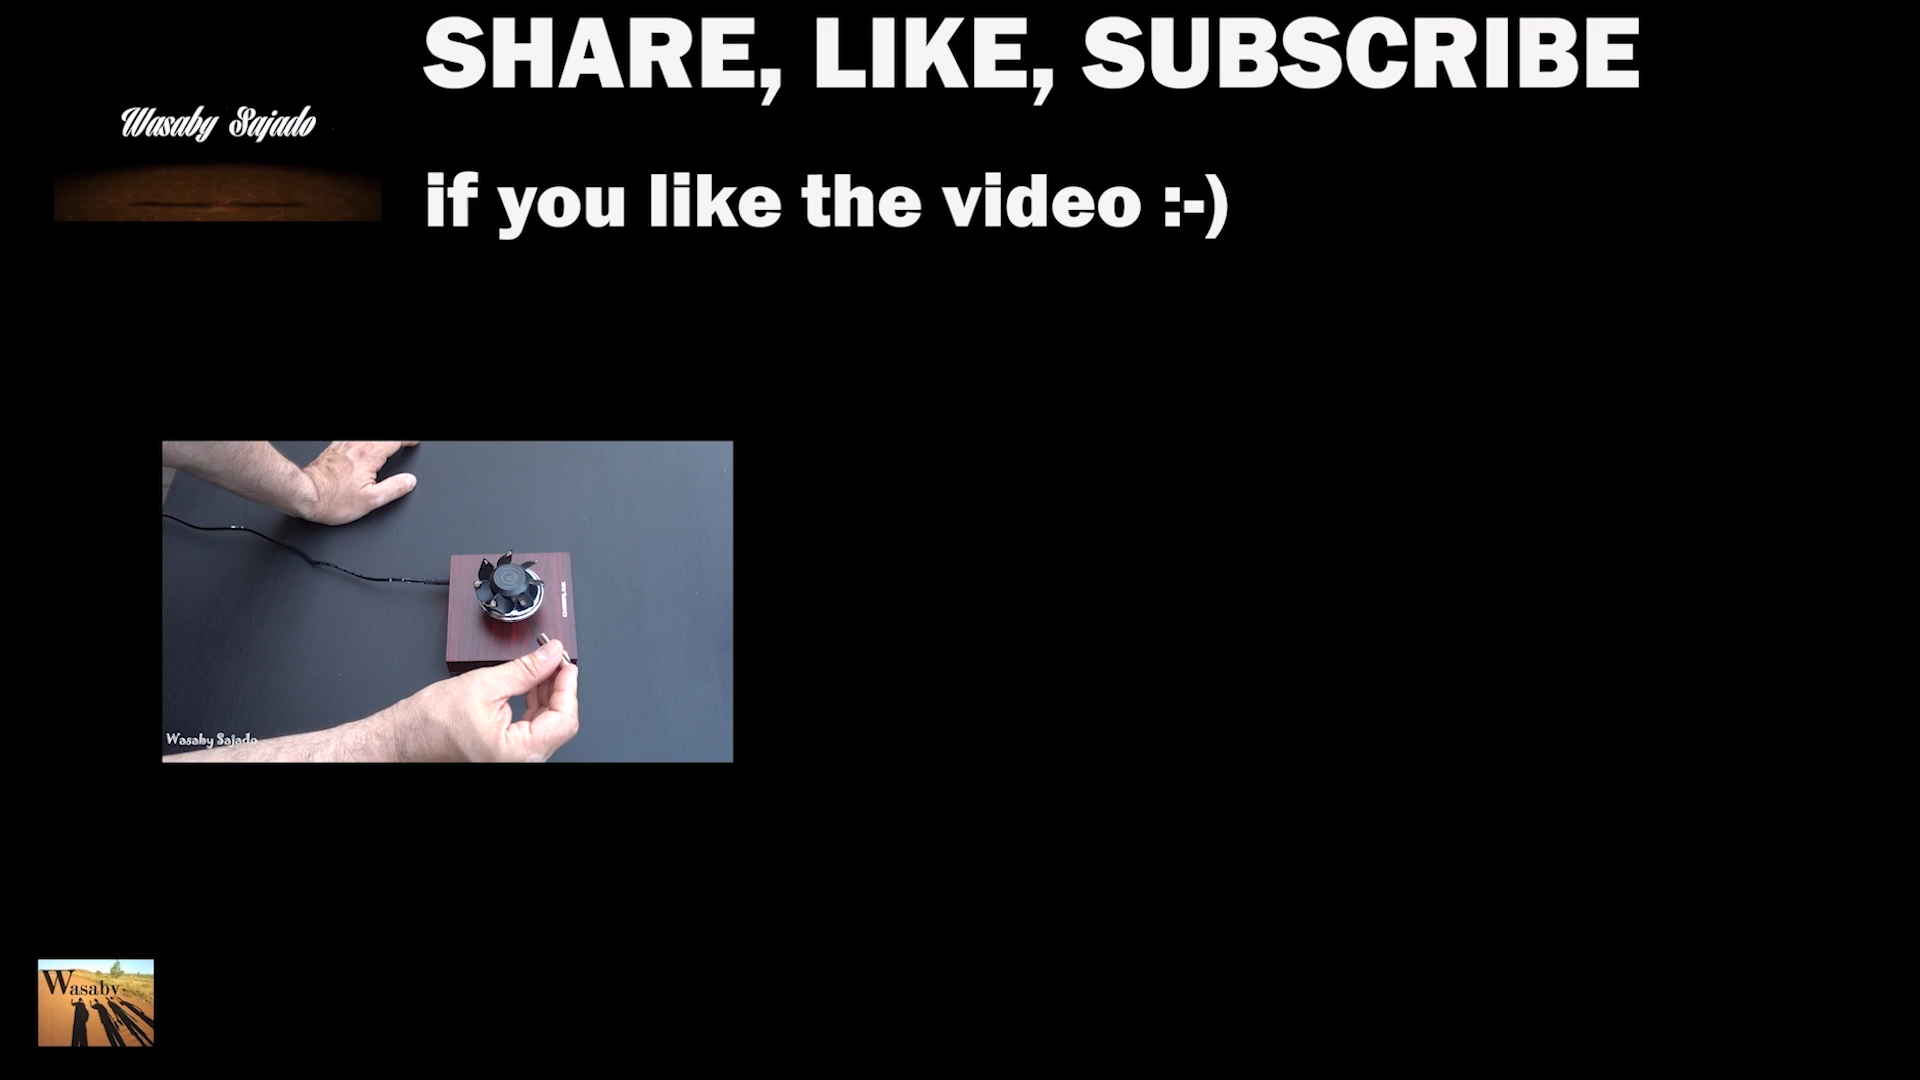 SHARE, LIKE, SUBSCRIBE
Wasaby Sajado
if you like the video :-)
Wasaby Sajado
Wasaby